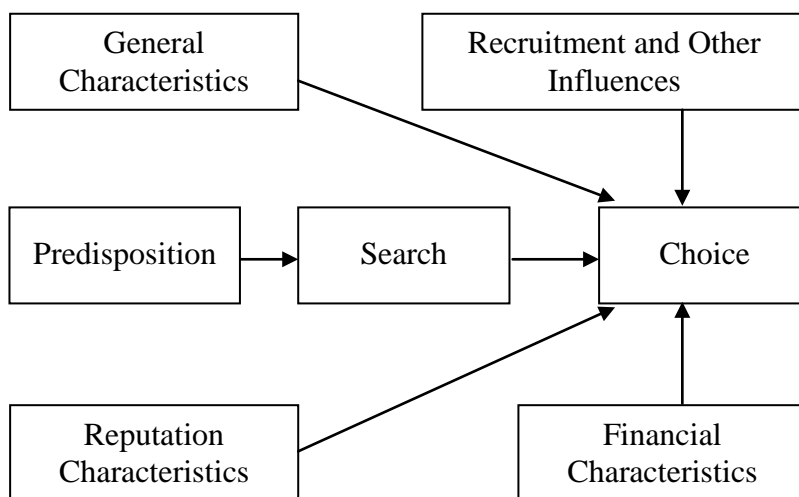 General
Characteristics
Recruitment and Other
Influences
Predisposition
Search
Choice
Reputation
Characteristics
Financial
Characteristics